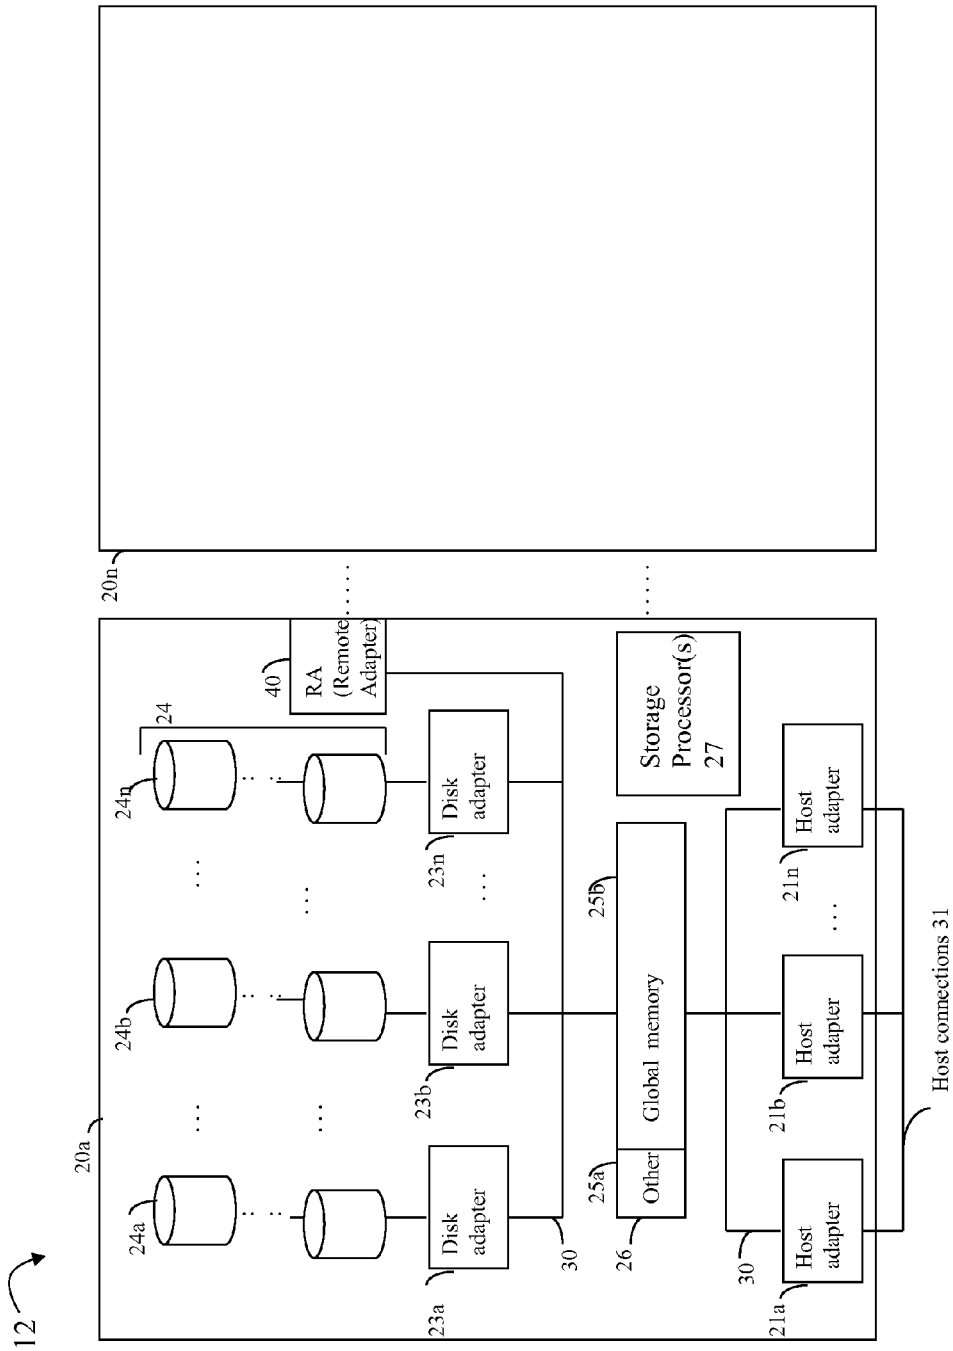 12
20a
20n
24a
24b
24n
24
40
RA
(Remote
Adapter)
......
......
... ...
... ...
.. ..
.. ..
.. ..
23a
Disk
adapter
23b
Disk
adapter
...
23n
Disk
adapter
30
26
25a
Other
25b
Global memory
Storage
Processor(s)
27
30
21a
Host
adapter
21b
Host
adapter
...
21n
Host
adapter
Host connections 31